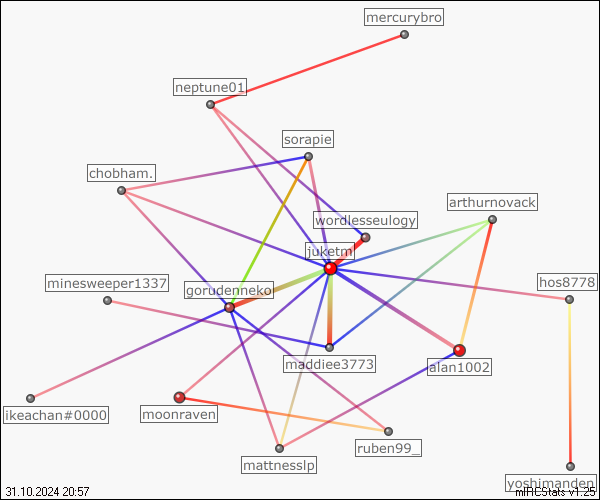 mercurybro
neptune01
sorapie
chobham.
arthurnovack
wordlesseulogy
juketm
minesweeper1337
gorudenneko
hos8778
maddiee3773
alan1002
ikeachan#0000
moonraven
ruben99_
mattnesslp
yoshimanden
31.10.2024 20:57
mIRCStats v1.25